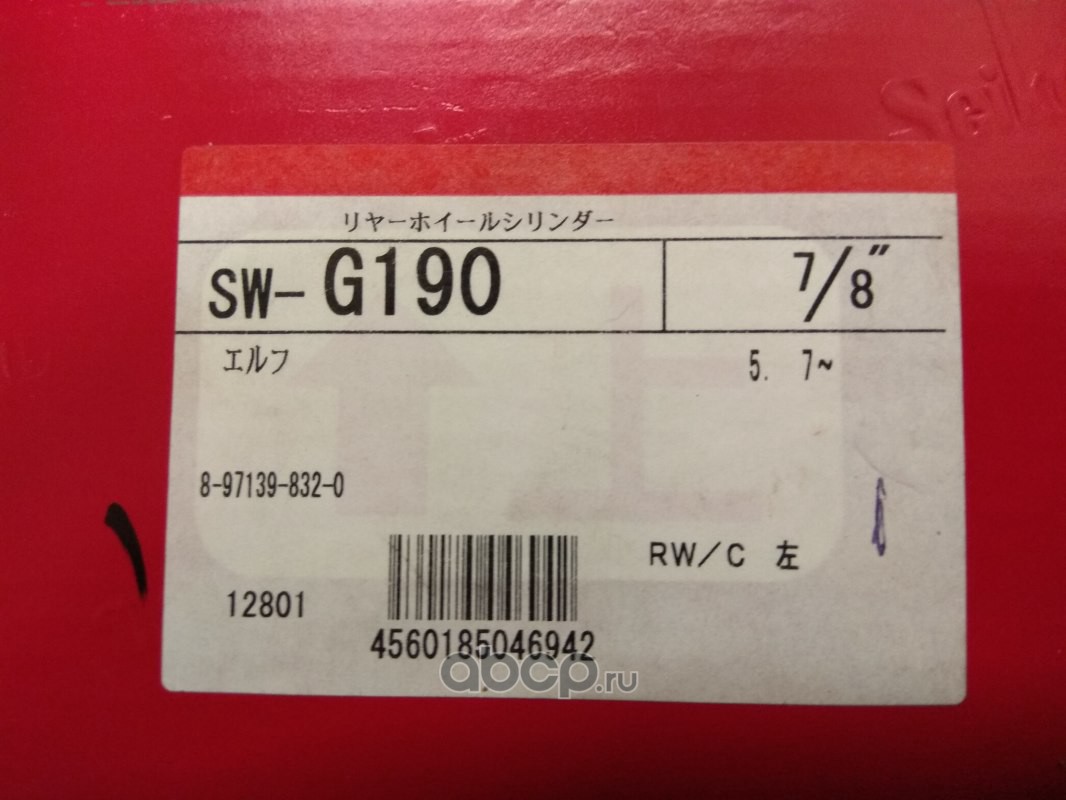 リヤーホイールシリンダー
SW-G190 7/8"
エルフ 5. 7~
8-97139-832-0
RW/C 左
12801
4560185046942
abcp.ru